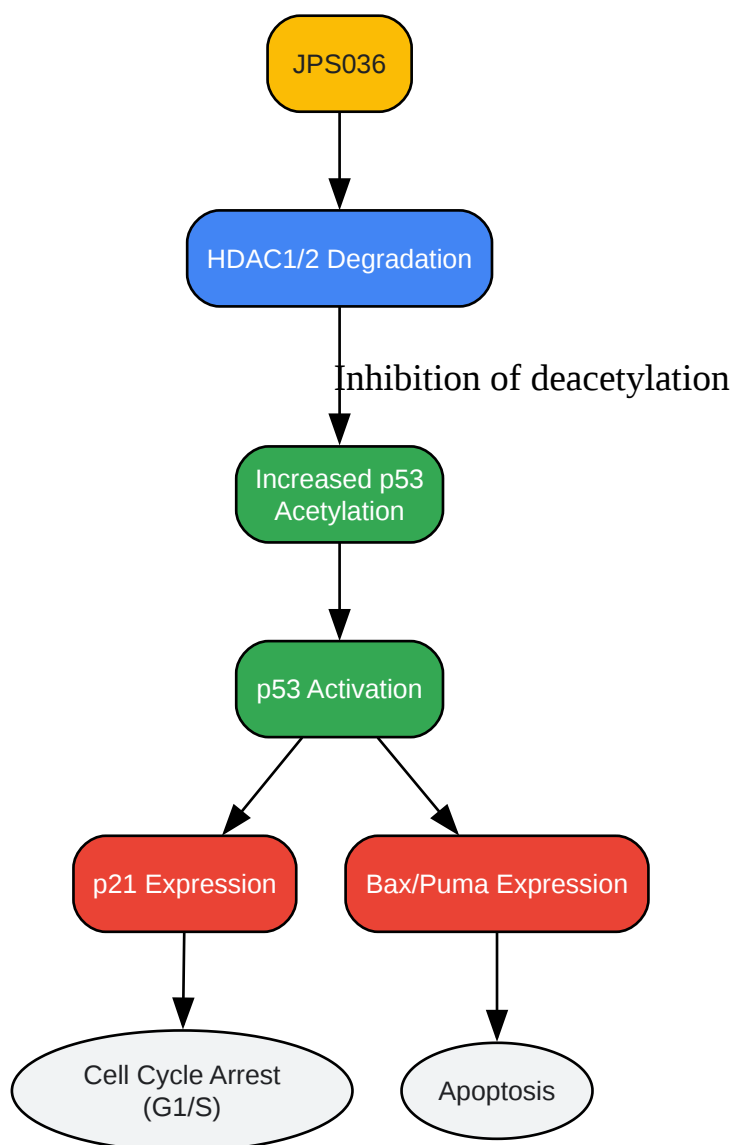 JPS036
HDAC1/2 Degradation
Inhibition of deacetylation
Increased p53
Acetylation
p53 Activation
p21 Expression
Bax/Puma Expression
Cell Cycle Arrest
(G1/S)
Apoptosis